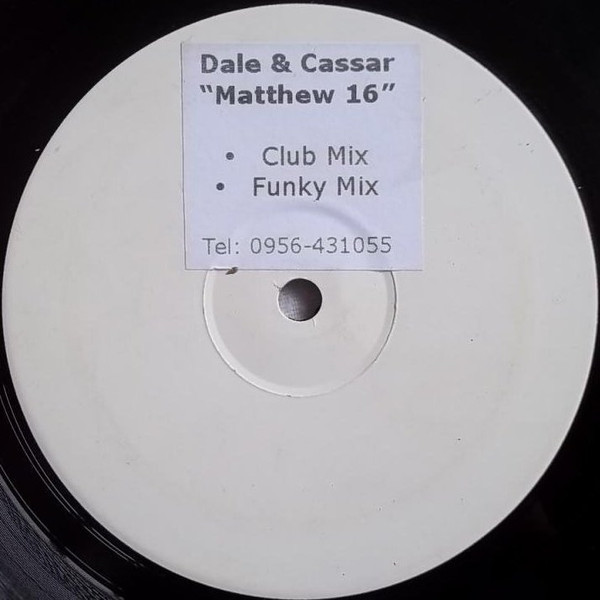 Dale & Cassar
“Matthew 16”
• Club Mix
• Funky Mix
Tel: 0956-431055